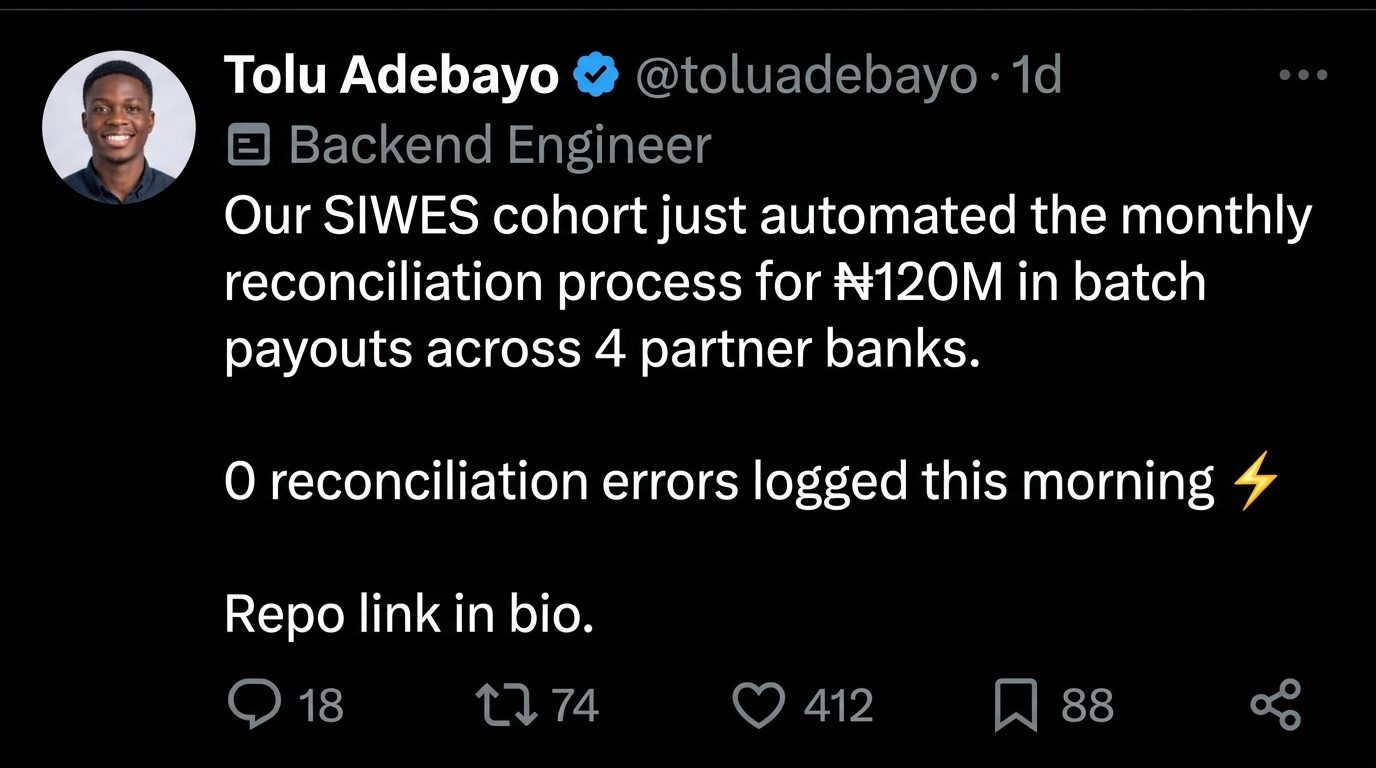 Tolu Adebayo @toluadebayo · 1d
Backend Engineer
Our SIWES cohort just automated the monthly
reconciliation process for ₦120M in batch
payouts across 4 partner banks.
0 reconciliation errors logged this morning ⚡
Repo link in bio.
18 74 412 88